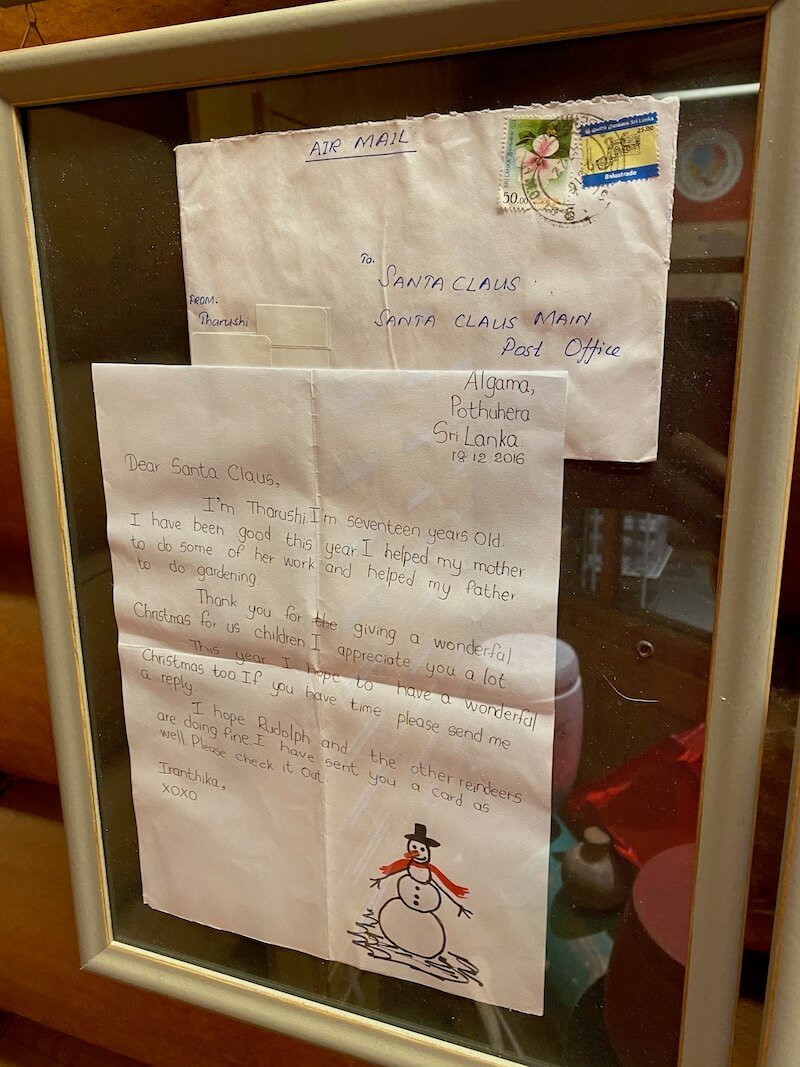 AIR MAIL
SRI LANKA
50.00
Sri Lanka
25.00
Balustrade
To.
SANTA CLAUS
SANTA CLAUS MAIN
Post Office
FROM.
Tharushi
Algama,
Pothuhera
Sri Lanka.
18.12.2016
Dear Santa Claus,
I'm Tharushi.I'm seventeen years Old.
I have been good this year.I helped my mother
to do some of her work and helped my father
to do gardening.
Thank you for the giving a wonderful
Christmas for us children.I appreciate you a lot.
This year I hope to have a wonderful
Christmas too.If you have time please send me
a reply.
I hope Rudolph and the other reindeers
are doing fine.I have sent you a card as
well.Please check it out.
Iranthika,
XOXO